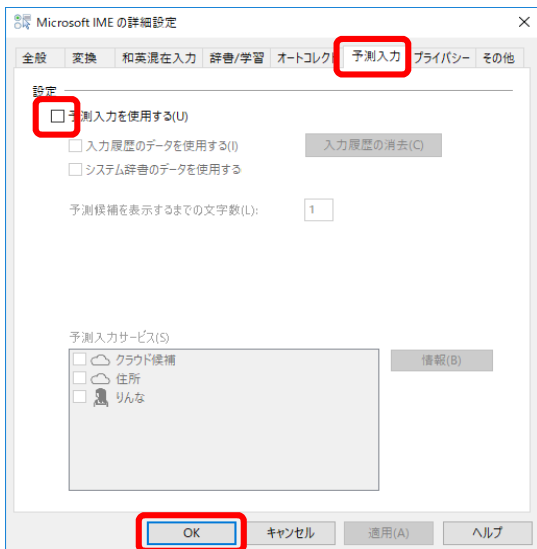 Microsoft IME の詳細設定
全般 変換 和英混在入力 辞書/学習 オートコレクト 予測入力 プライバシー その他
設定
予測入力を使用する(U)
入力履歴のデータを使用する(I) 入力履歴の消去(C)
システム辞書のデータを使用する
予測候補を表示するまでの文字数(L): 1
予測入力サービス(S)
クラウド候補 情報(B)
住所
りんな
OK キャンセル 適用(A) ヘルプ